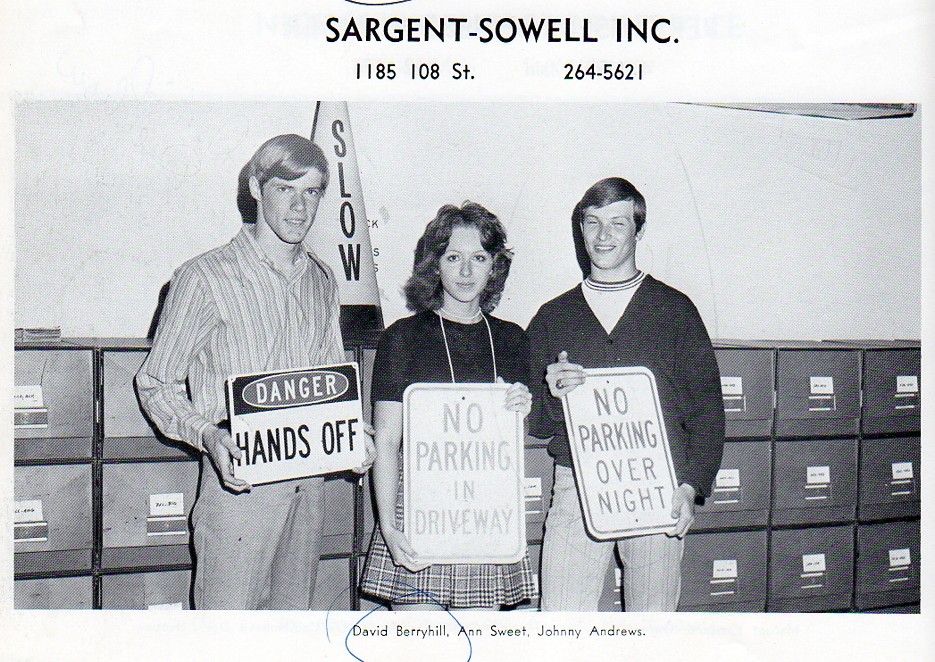 SARGENT-SOWELL INC.
1185 108 St. 264-5621
SLOW
CK
S
S
DANGER
HANDS OFF
NO
PARKING
IN
DRIVEWAY
NO
PARKING
OVER
NIGHT
David Berryhill, Ann Sweet, Johnny Andrews.